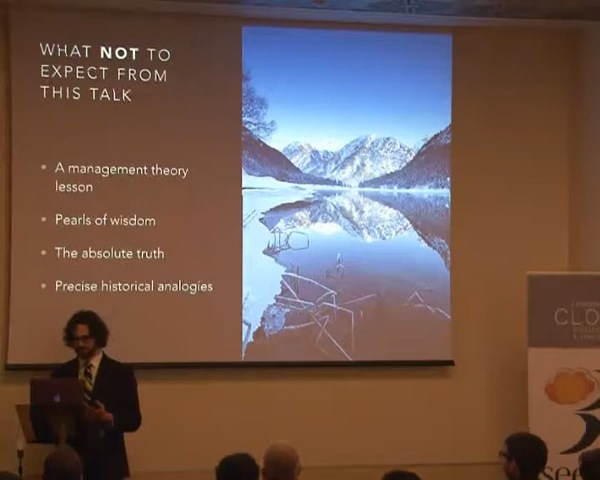 WHAT NOT TO
EXPECT FROM
THIS TALK
• A management theory
lesson
• Pearls of wisdom
• The absolute truth
• Precise historical analogies